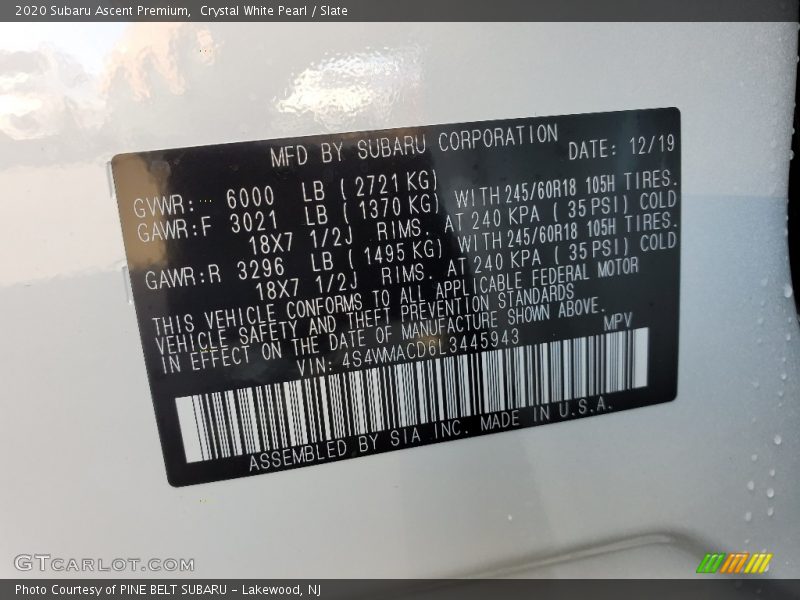 2020 Subaru Ascent Premium,  Crystal White Pearl / Slate
MFD BY SUBARU CORPORATION DATE: 12/19
GVWR: 6000 LB ( 2721 KG)
GAWR:F 3021 LB ( 1370 KG) WITH 245/60R18 105H TIRES.
18X7 1/2J RIMS. AT 240 KPA ( 35 PSI) COLD
GAWR:R 3296 LB ( 1495 KG) WITH 245/60R18 105H TIRES.
18X7 1/2J RIMS. AT 240 KPA ( 35 PSI) COLD
THIS VEHICLE CONFORMS TO ALL APPLICABLE FEDERAL MOTOR
VEHICLE SAFETY AND THEFT PREVENTION STANDARDS
IN EFFECT ON THE DATE OF MANUFACTURE SHOWN ABOVE.
VIN: 4S4WMACD6L3445943 MPV
ASSEMBLED BY SIA INC. MADE IN U.S.A.
GTCARLOT.COM
Photo Courtesy of PINE BELT SUBARU - Lakewood, NJ